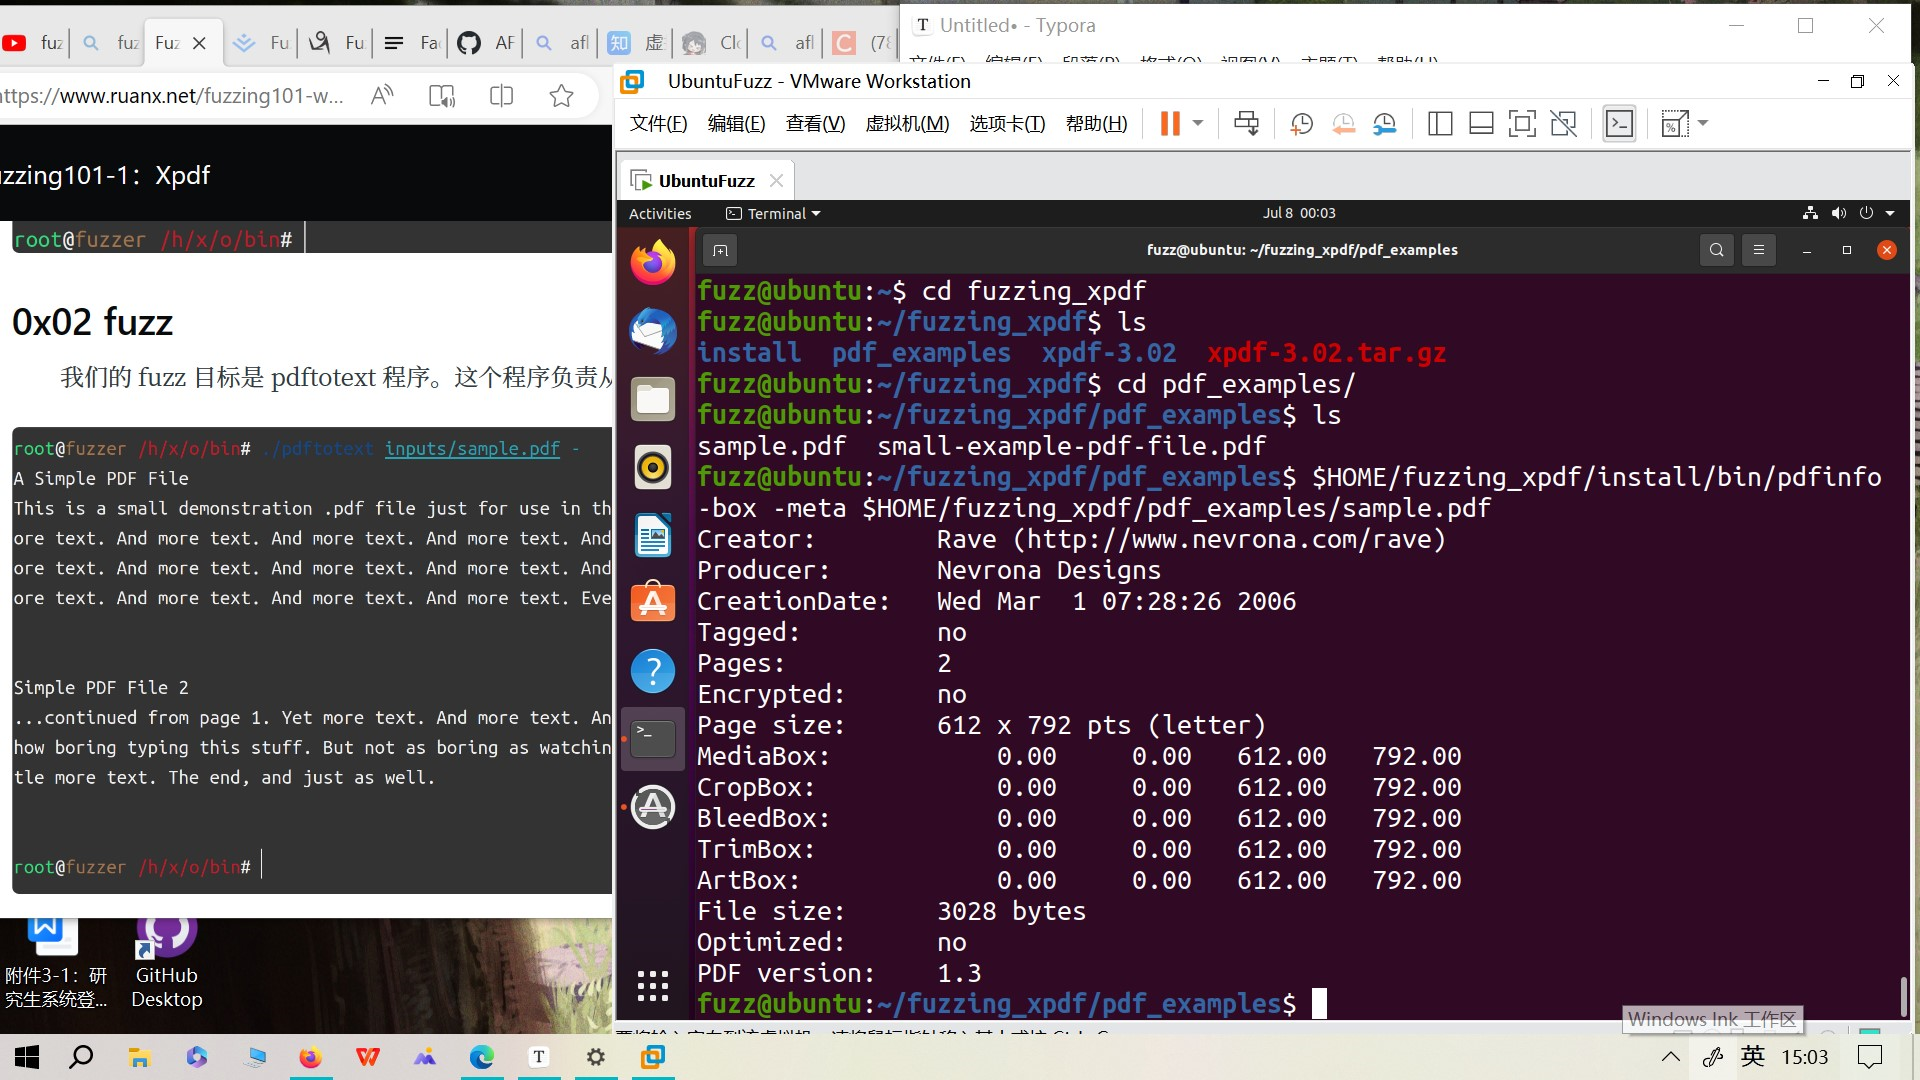 fuz
fuz
Fuz
Fu
Fu
Fac
AF
afl
虚
Clo
afl
(78
Untitled• - Typora
https://www.ruanx.net/fuzzing101-w...
UbuntuFuzz - VMware Workstation
文件(F) 编辑(E) 查看(V) 虚拟机(M) 选项卡(T) 帮助(H)
fuzzing101-1：Xpdf
UbuntuFuzz
Activities
Terminal
Jul 8 00:03
root@fuzzer /h/x/o/bin#
0x02 fuzz
我们的 fuzz 目标是 pdftotext 程序。这个程序负责从
root@fuzzer /h/x/o/bin# ./pdftotext inputs/sample.pdf -
A Simple PDF File
This is a small demonstration .pdf file just for use in th
ore text. And more text. And more text. And more text. And
ore text. And more text. And more text. And more text. And
ore text. And more text. And more text. And more text. Eve
Simple PDF File 2
...continued from page 1. Yet more text. And more text. An
how boring typing this stuff. But not as boring as watchin
tle more text. The end, and just as well.
root@fuzzer /h/x/o/bin#
fuzz@ubuntu: ~/fuzzing_xpdf/pdf_examples
fuzz@ubuntu:~$ cd fuzzing_xpdf
fuzz@ubuntu:~/fuzzing_xpdf$ ls
install pdf_examples xpdf-3.02 xpdf-3.02.tar.gz
fuzz@ubuntu:~/fuzzing_xpdf$ cd pdf_examples/
fuzz@ubuntu:~/fuzzing_xpdf/pdf_examples$ ls
sample.pdf small-example-pdf-file.pdf
fuzz@ubuntu:~/fuzzing_xpdf/pdf_examples$ $HOME/fuzzing_xpdf/install/bin/pdfinfo
-box -meta $HOME/fuzzing_xpdf/pdf_examples/sample.pdf
Creator: Rave (http://www.nevrona.com/rave)
Producer: Nevrona Designs
CreationDate: Wed Mar 1 07:28:26 2006
Tagged: no
Pages: 2
Encrypted: no
Page size: 612 x 792 pts (letter)
MediaBox: 0.00 0.00 612.00 792.00
CropBox: 0.00 0.00 612.00 792.00
BleedBox: 0.00 0.00 612.00 792.00
TrimBox: 0.00 0.00 612.00 792.00
ArtBox: 0.00 0.00 612.00 792.00
File size: 3028 bytes
Optimized: no
PDF version: 1.3
fuzz@ubuntu:~/fuzzing_xpdf/pdf_examples$
附件3-1：研
究生系统登...
GitHub
Desktop
Windows Ink 工作区
英
15:03